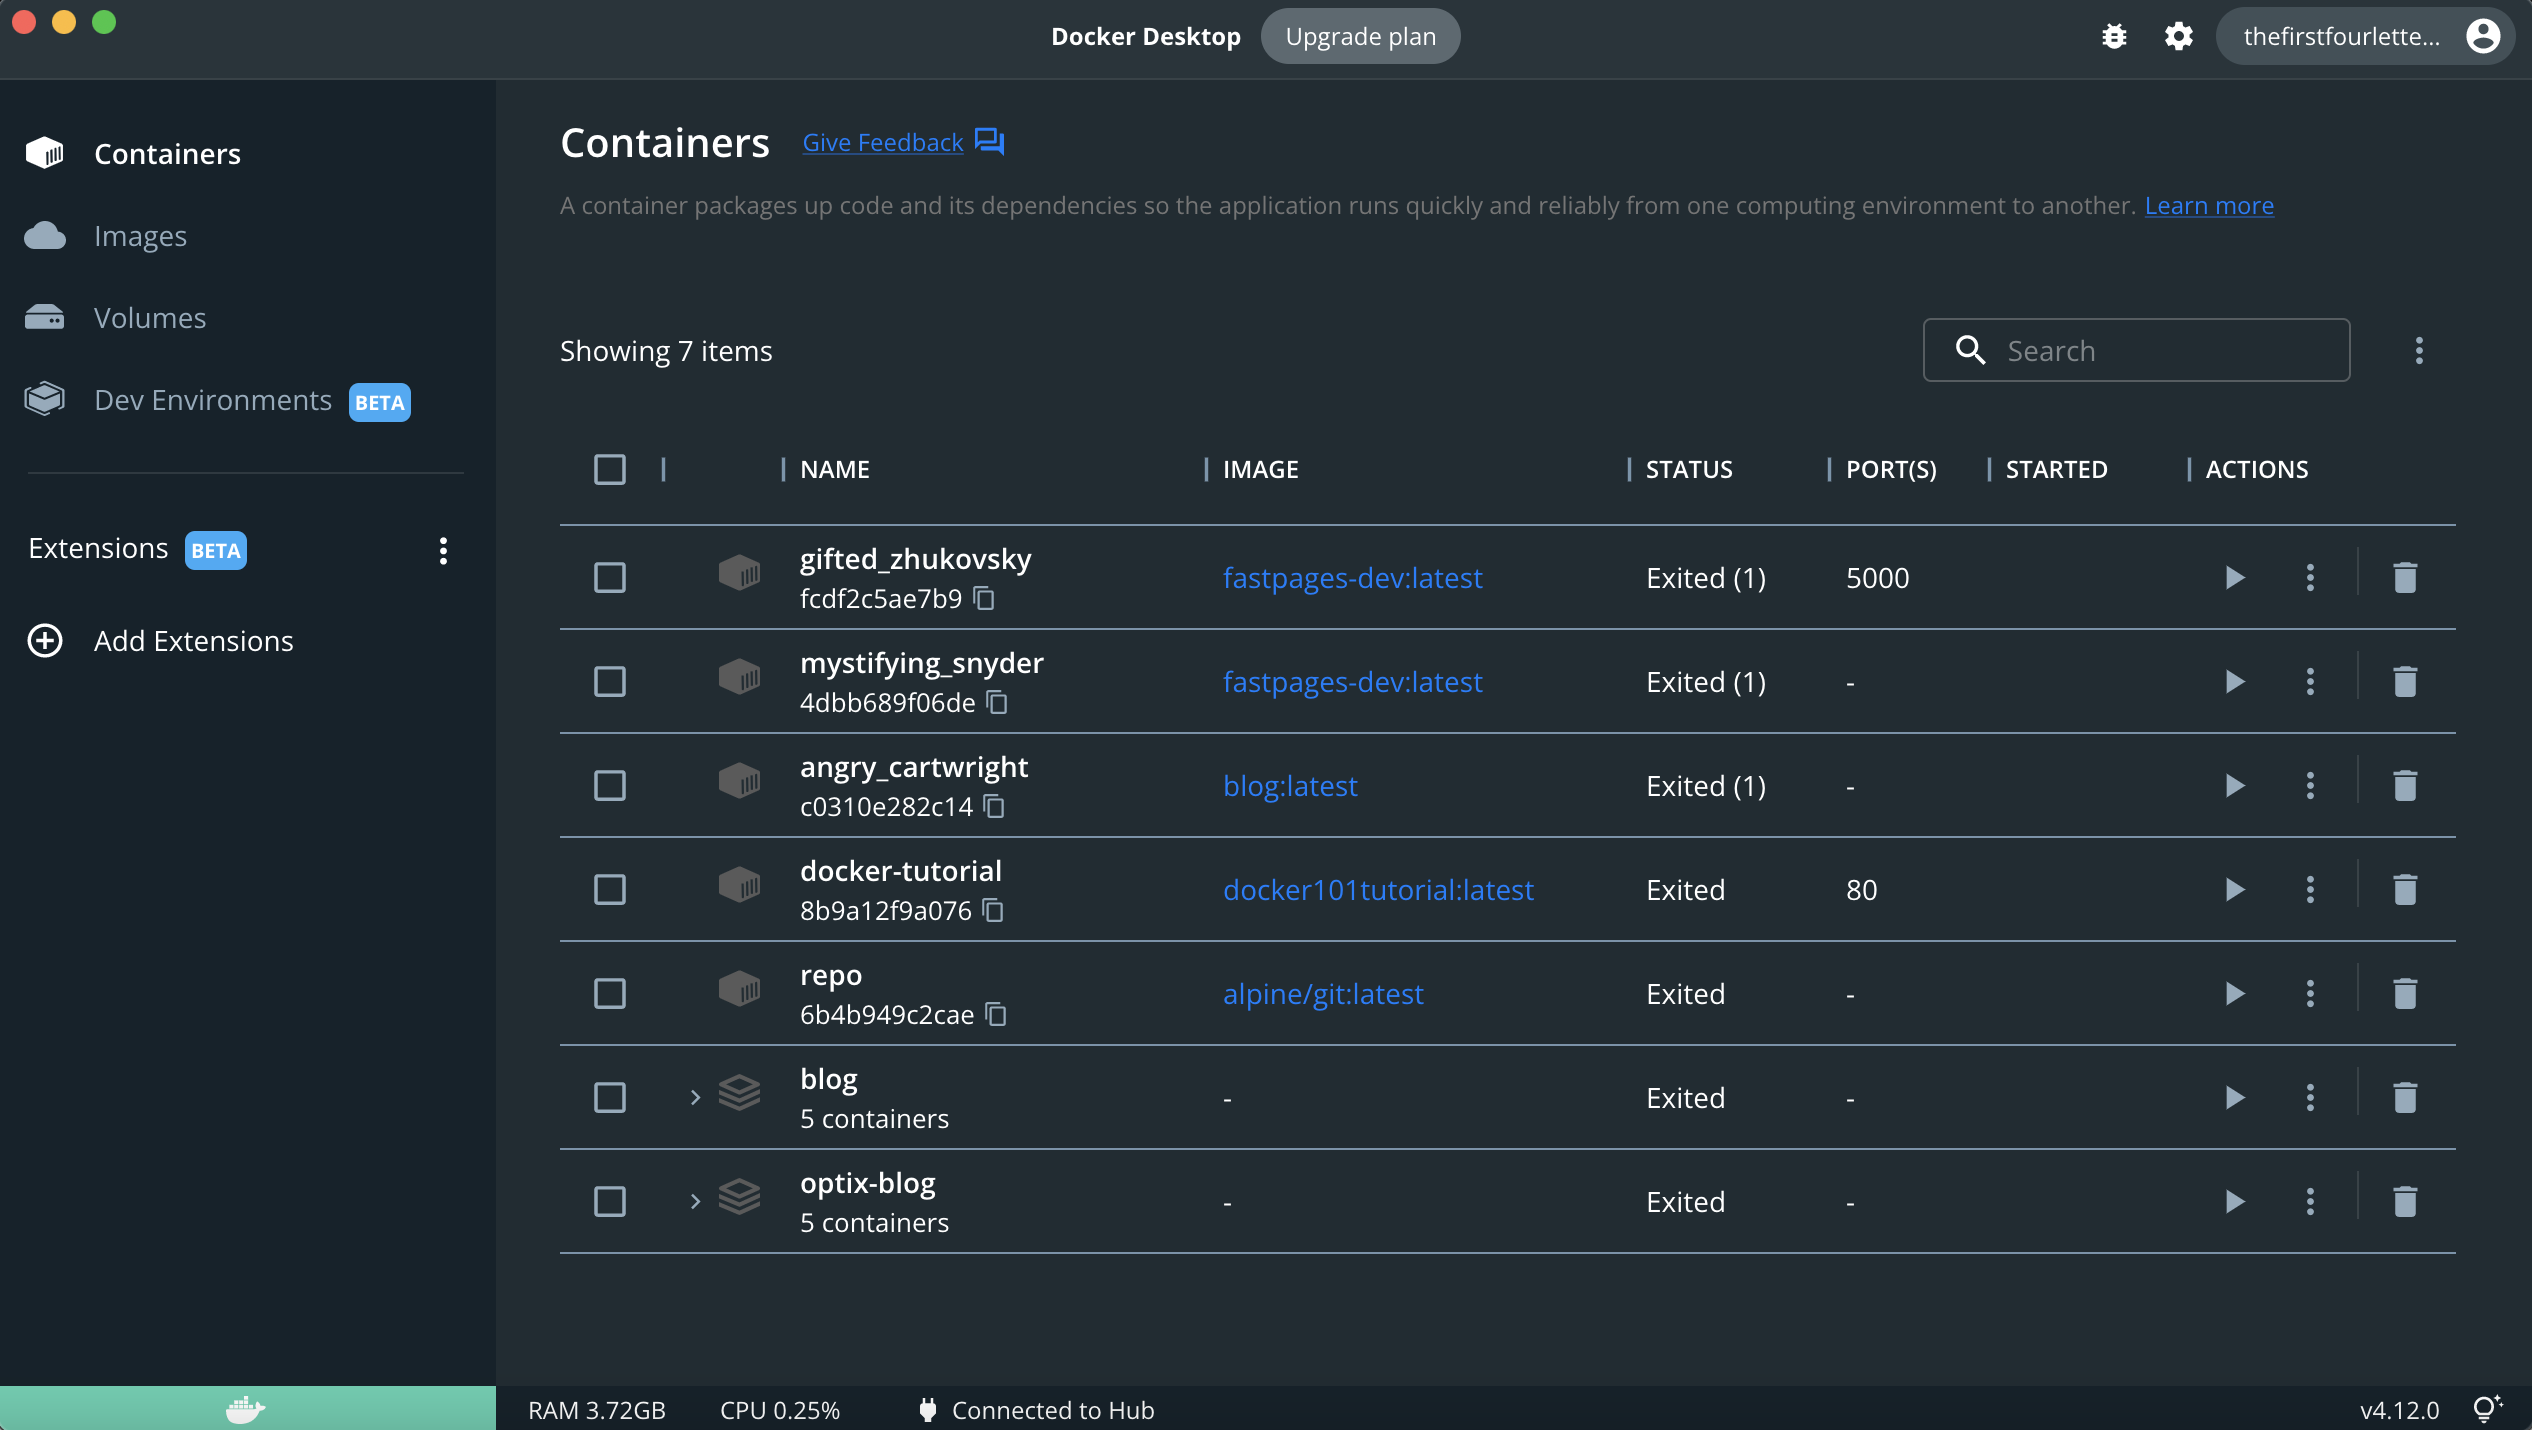 Docker Desktop Upgrade plan thefirstfourlette...
Containers
Images
Volumes
Dev Environments BETA
Extensions BETA
Add Extensions
Containers Give Feedback
A container packages up code and its dependencies so the application runs quickly and reliably from one computing environment to another. Learn more
Showing 7 items Search
NAME IMAGE STATUS PORT(S) STARTED ACTIONS
gifted_zhukovsky
fcdf2c5ae7b9 fastpages-dev:latest Exited (1) 5000
mystifying_snyder
4dbb689f06de fastpages-dev:latest Exited (1) -
angry_cartwright
c0310e282c14 blog:latest Exited (1) -
docker-tutorial
8b9a12f9a076 docker101tutorial:latest Exited 80
repo
6b4b949c2cae alpine/git:latest Exited -
blog
5 containers - Exited -
optix-blog
5 containers - Exited -
RAM 3.72GB CPU 0.25% Connected to Hub v4.12.0